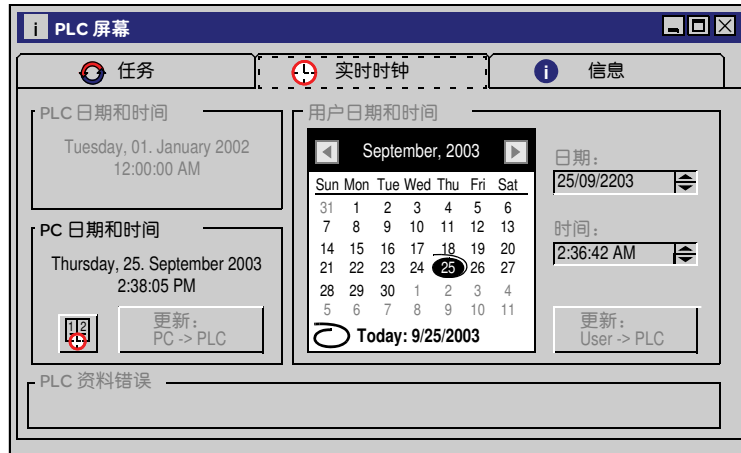 i PLC 屏幕
任务
实时时钟
i 信息
PLC 日期和时间
Tuesday, 01. January 2002
12:00:00 AM
PC 日期和时间
Thursday, 25. September 2003
2:38:05 PM
12
更新:
PC -> PLC
用户日期和时间
September, 2003
Sun Mon Tue Wed Thu Fri Sat
31 1 2 3 4 5 6
7 8 9 10 11 12 13
14 15 16 17 18 19 20
21 22 23 24 25 26 27
28 29 30 1 2 3 4
5 6 7 8 9 10 11
Today: 9/25/2003
日期:
25/09/2203
时间:
2:36:42 AM
更新:
User -> PLC
PLC 资料错误